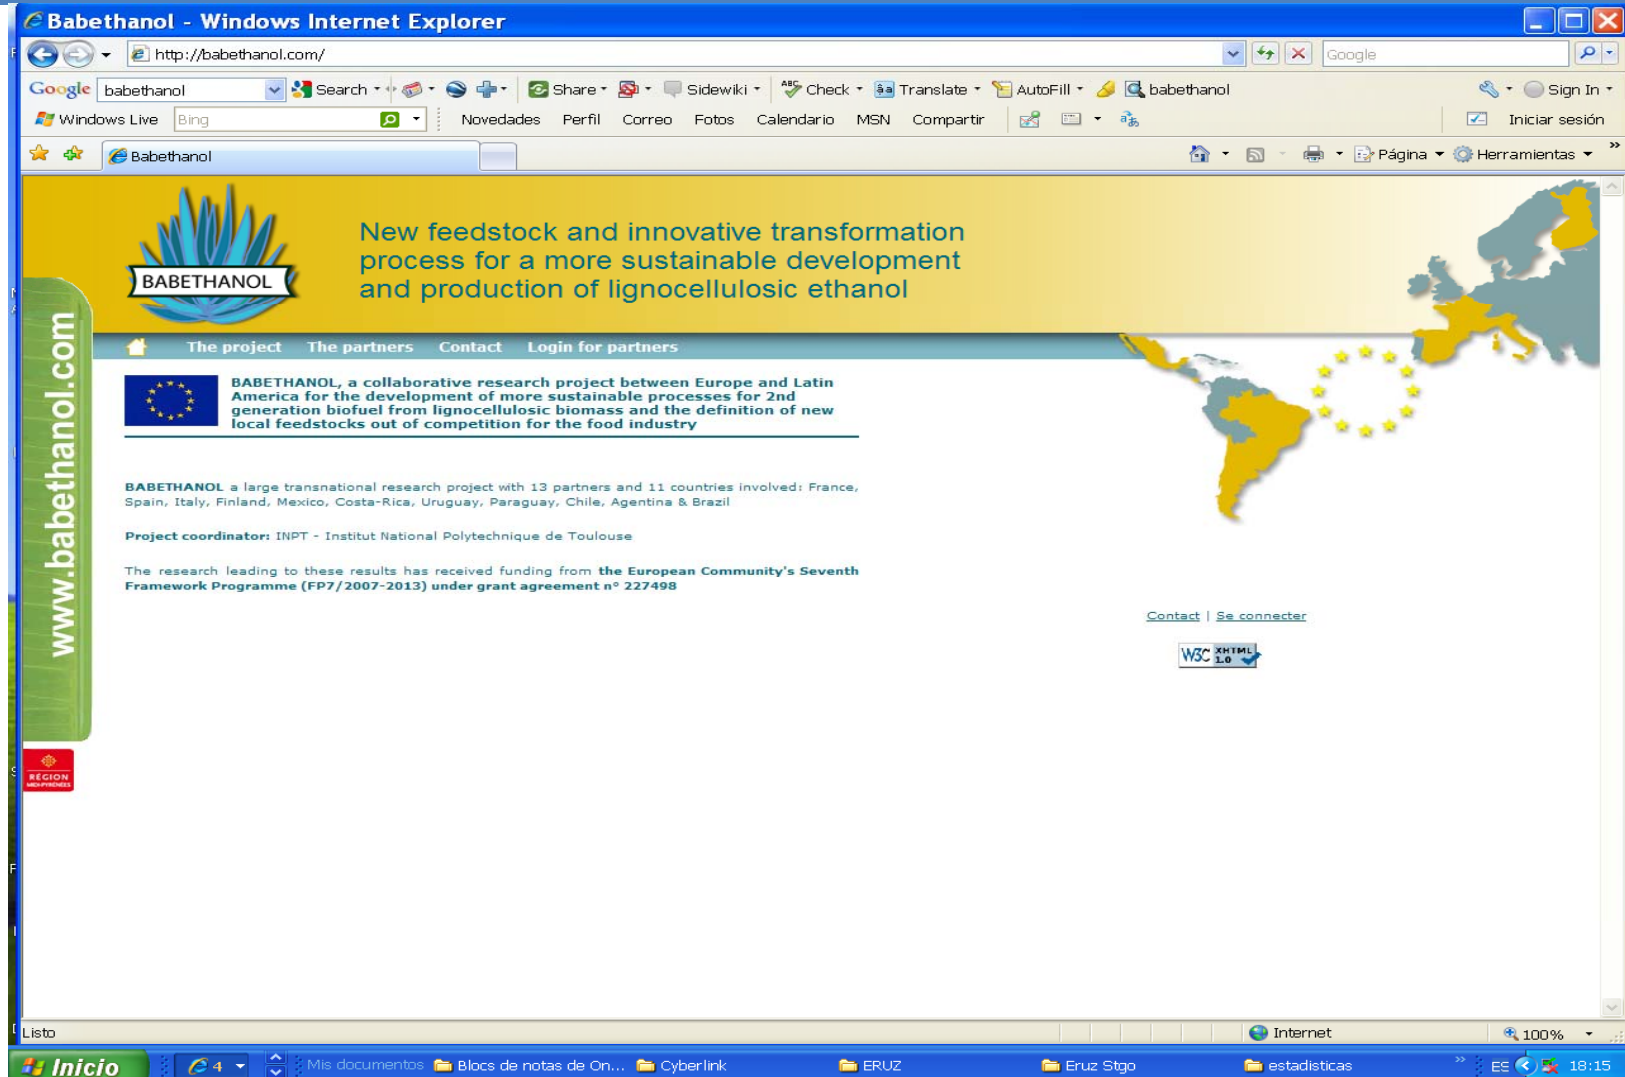 Babethanol - Windows Internet Explorer
http://babethanol.com/
Google
Google babethanol Search Share Sidewiki Check Translate AutoFill babethanol Sign In
Windows Live Bing Novedades Perfil Correo Fotos Calendario MSN Compartir Iniciar sesión
Babethanol Página Herramientas
BABETHANOL
New feedstock and innovative transformation
process for a more sustainable development
and production of lignocellulosic ethanol
www.babethanol.com
The project The partners Contact Login for partners
BABETHANOL, a collaborative research project between Europe and Latin
America for the development of more sustainable processes for 2nd
generation biofuel from lignocellulosic biomass and the definition of new
local feedstocks out of competition for the food industry
BABETHANOL a large transnational research project with 13 partners and 11 countries involved: France,
Spain, Italy, Finland, Mexico, Costa-Rica, Uruguay, Paraguay, Chile, Agentina & Brazil
Project coordinator: INPT - Institut National Polytechnique de Toulouse
The research leading to these results has received funding from the European Community's Seventh
Framework Programme (FP7/2007-2013) under grant agreement n° 227498
Contact | Se connecter
W3C XHTML 1.0
RÉGION
MIDI-PYRÉNÉES
Listo Internet 100%
Inicio 4 Mis documentos Blocs de notas de On... Cyberlink ERUZ Eruz Stgo estadisticas ES 18:15